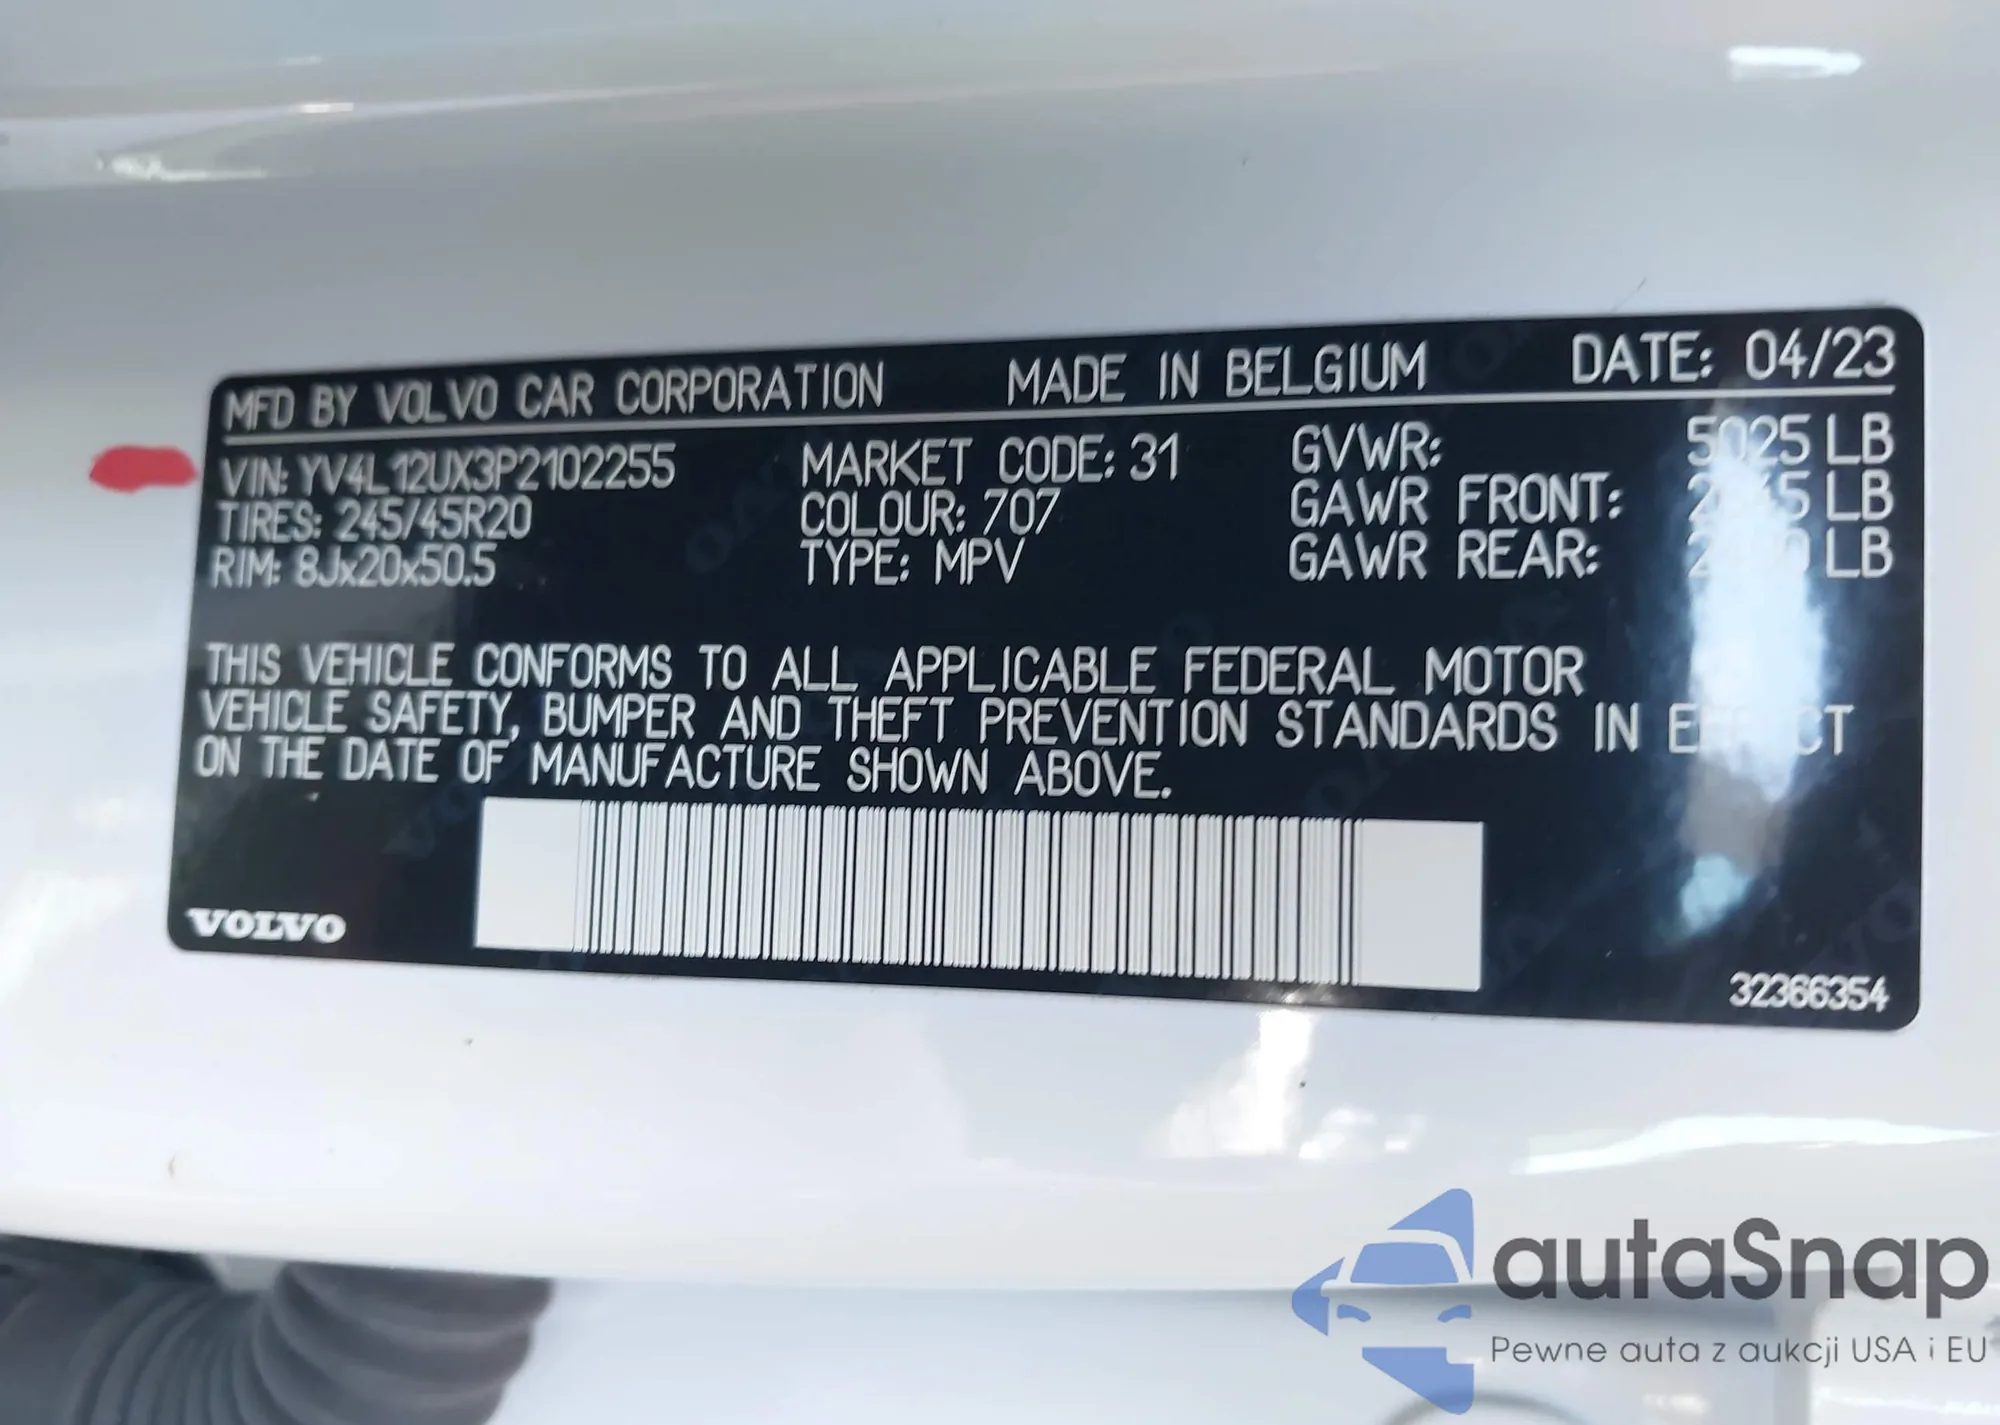 MFD BY VOLVO CAR CORPORATION MADE IN BELGIUM DATE: 04/23
VIN: YV4L12UX3P2102255 MARKET CODE: 31 GVWR: 5025 LB
TIRES: 245/45R20 COLOUR: 707 GAWR FRONT: LB
RIM: 8Jx20x50.5 TYPE: MPV GAWR REAR: LB
THIS VEHICLE CONFORMS TO ALL APPLICABLE FEDERAL MOTOR
VEHICLE SAFETY, BUMPER AND THEFT PREVENTION STANDARDS IN EFFECT
ON THE DATE OF MANUFACTURE SHOWN ABOVE.
VOLVO
32366354
autaSnap
Pewne auta z aukcji USA i EU